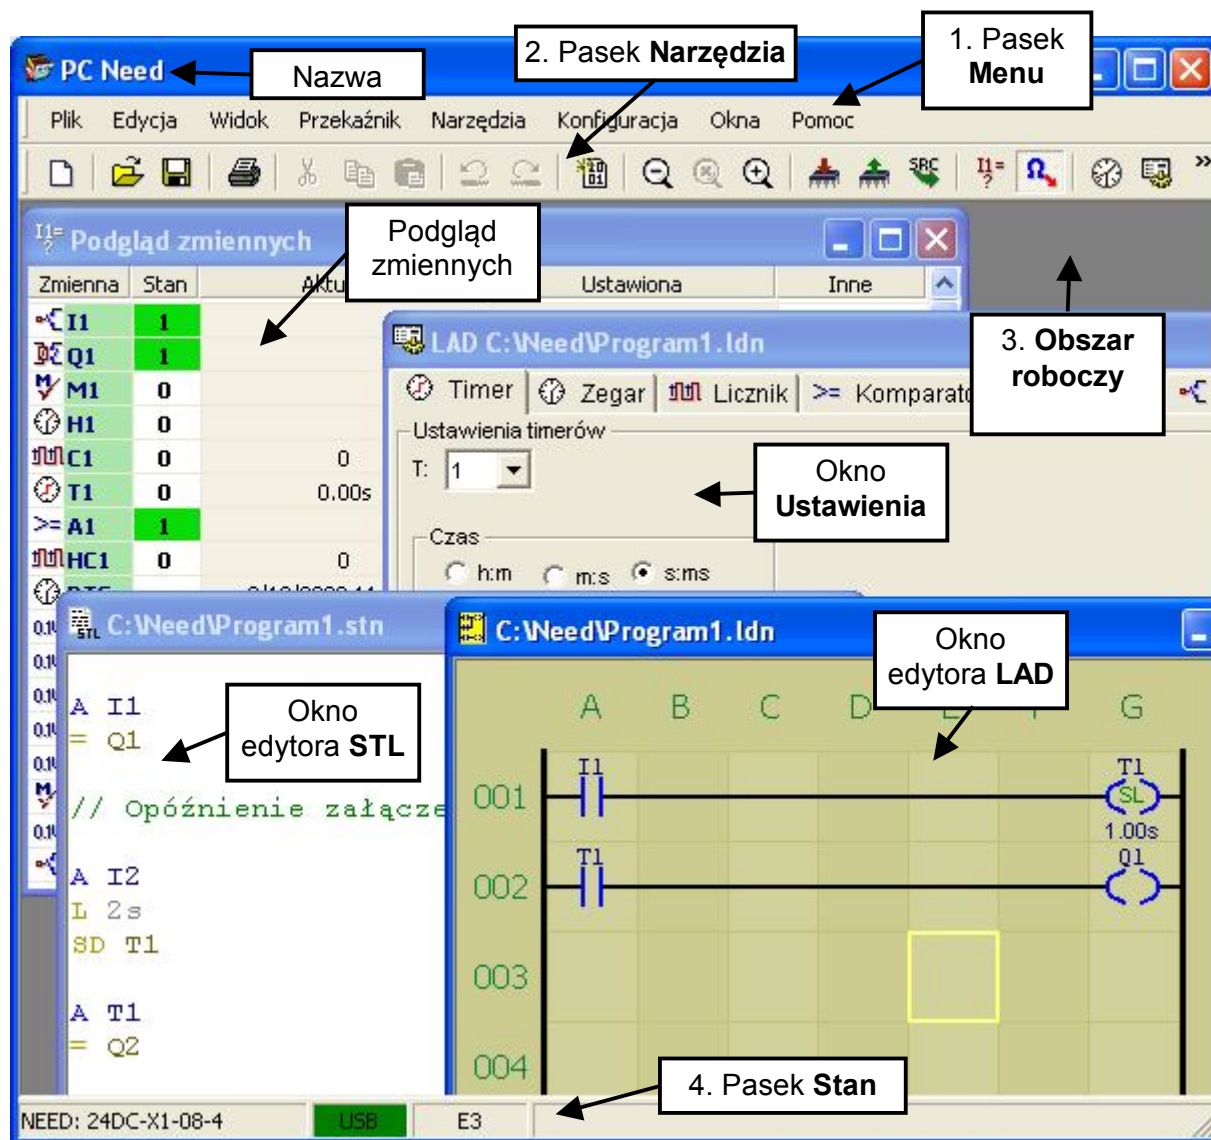 PC Need
Nazwa
2. Pasek Narzędzia
1. Pasek
Menu
Plik Edycja Widok Przekaźnik Narzędzia Konfiguracja Okna Pomoc
SRC I1=
?
Podgląd zmiennych
Podgląd
zmiennych
Zmienna Stan Aktu Ustawiona Inne
I1 1
Q1 1
M1 0
H1 0
C1 0 0
T1 0 0.00s
>= A1 1
HC1 0 0
3. Obszar
roboczy
LAD C:\Need\Program1.ldn
Timer Zegar Licznik >= Komparato
Ustawienia timerów
T: 1
Okno
Ustawienia
Czas
h:m m:s s:ms
STL C:\Need\Program1.stn
A I1
= Q1
// Opóźnienie załącze
A I2
L 2s
SD T1
A T1
= Q2
Okno
edytora STL
C:\Need\Program1.ldn
Okno
edytora LAD
A B C D E F G
I1 T1
001 SL
1.00s
T1 Q1
002
003
004
4. Pasek Stan
NEED: 24DC-X1-08-4 USB E3